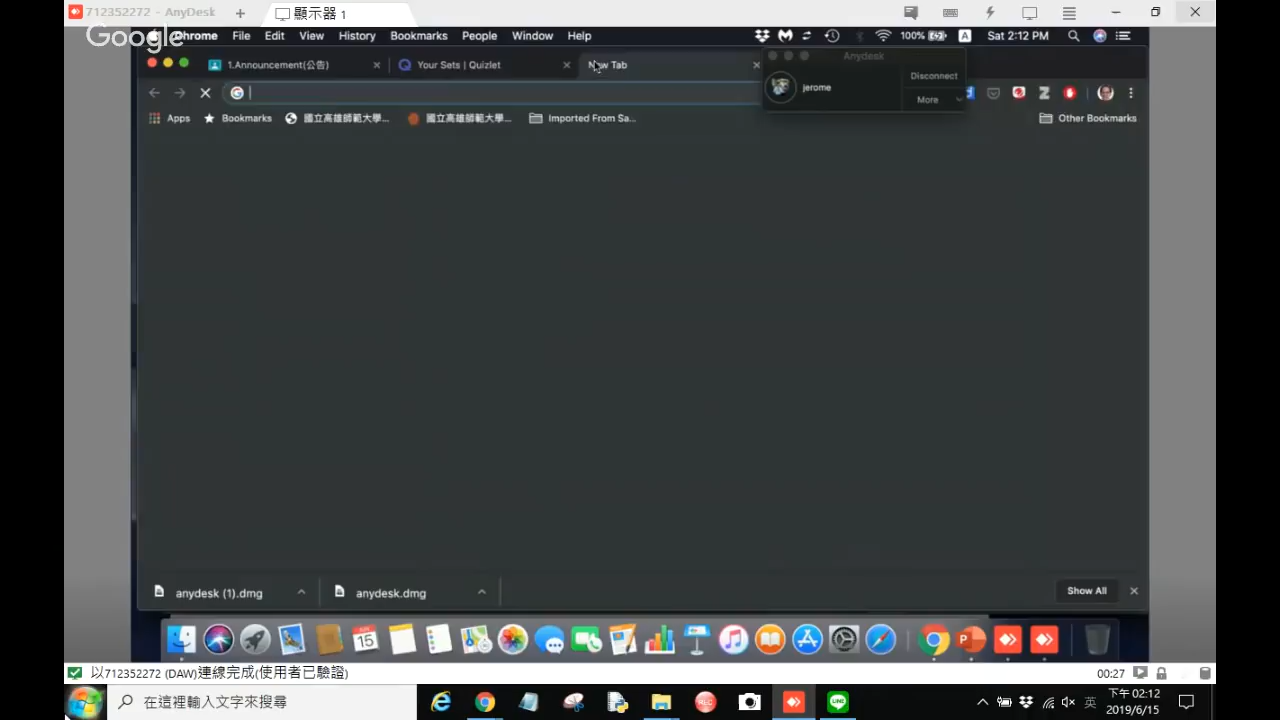 712352272 - AnyDesk
顯示器 1
Google
Chrome File Edit View History Bookmarks People Window Help
100%
A
Sat 2:12 PM
1.Announcement(公告)
Your Sets | Quizlet
New Tab
Anydesk
jerome
Disconnect
More
Apps
Bookmarks
國立高雄師範大學...
國立高雄師範大學...
Imported From Sa...
Other Bookmarks
anydesk (1).dmg
anydesk.dmg
Show All
15
以712352272 (DAW)連線完成(使用者已驗證)
00:27
在這裡輸入文字來搜尋
REC
LINE
英
下午 02:12
2019/6/15